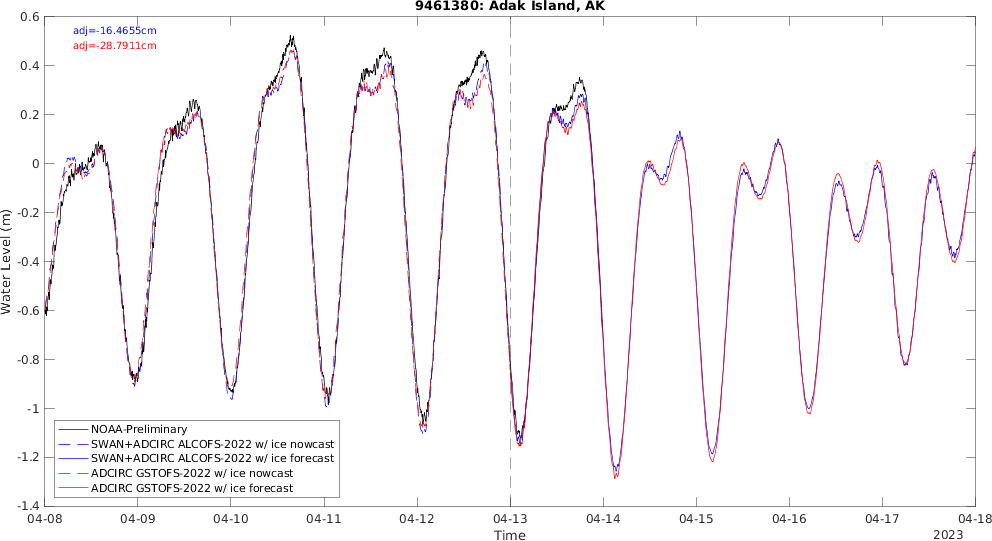 9461380: Adak Island, AK
adj=-16.4655cm
adj=-28.7911cm
Water Level (m)
0.6
0.4
0.2
0
-0.2
-0.4
-0.6
-0.8
-1
-1.2
-1.4
NOAA-Preliminary
SWAN+ADCIRC ALCOFS-2022 w/ ice nowcast
SWAN+ADCIRC ALCOFS-2022 w/ ice forecast
ADCIRC GSTOFS-2022 w/ ice nowcast
ADCIRC GSTOFS-2022 w/ ice forecast
04-08 04-09 04-10 04-11 04-12 04-13 04-14 04-15 04-16 04-17 04-18
Time
2023